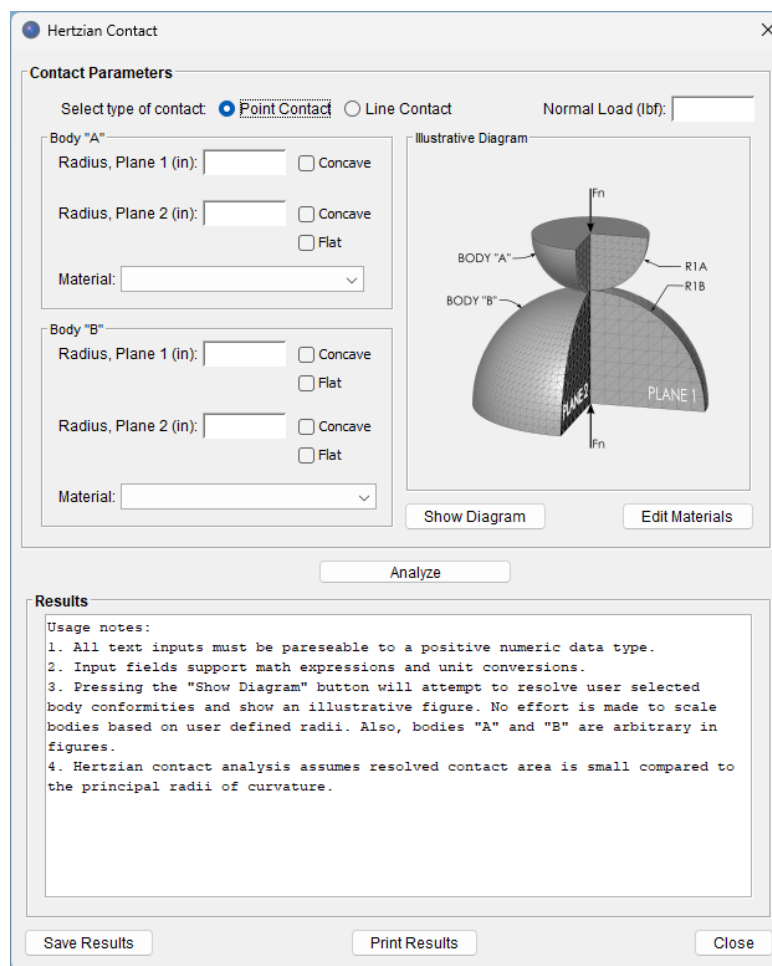 Hertzian Contact
Contact Parameters
Select type of contact: Point Contact Line Contact Normal Load (lbf):
Body "A"
Radius, Plane 1 (in): Concave
Radius, Plane 2 (in): Concave
Flat
Material:
Body "B"
Radius, Plane 1 (in): Concave
Flat
Radius, Plane 2 (in): Concave
Flat
Material:
Illustrative Diagram
Fn
BODY "A"
R1A
R1B
BODY "B"
PLANE 2
PLANE 1
Fn
Show Diagram Edit Materials
Analyze
Results
Usage notes:
1. All text inputs must be pareseable to a positive numeric data type.
2. Input fields support math expressions and unit conversions.
3. Pressing the "Show Diagram" button will attempt to resolve user selected
body conformities and show an illustrative figure. No effort is made to scale
bodies based on user defined radii. Also, bodies "A" and "B" are arbitrary in
figures.
4. Hertzian contact analysis assumes resolved contact area is small compared to
the principal radii of curvature.
Save Results Print Results Close